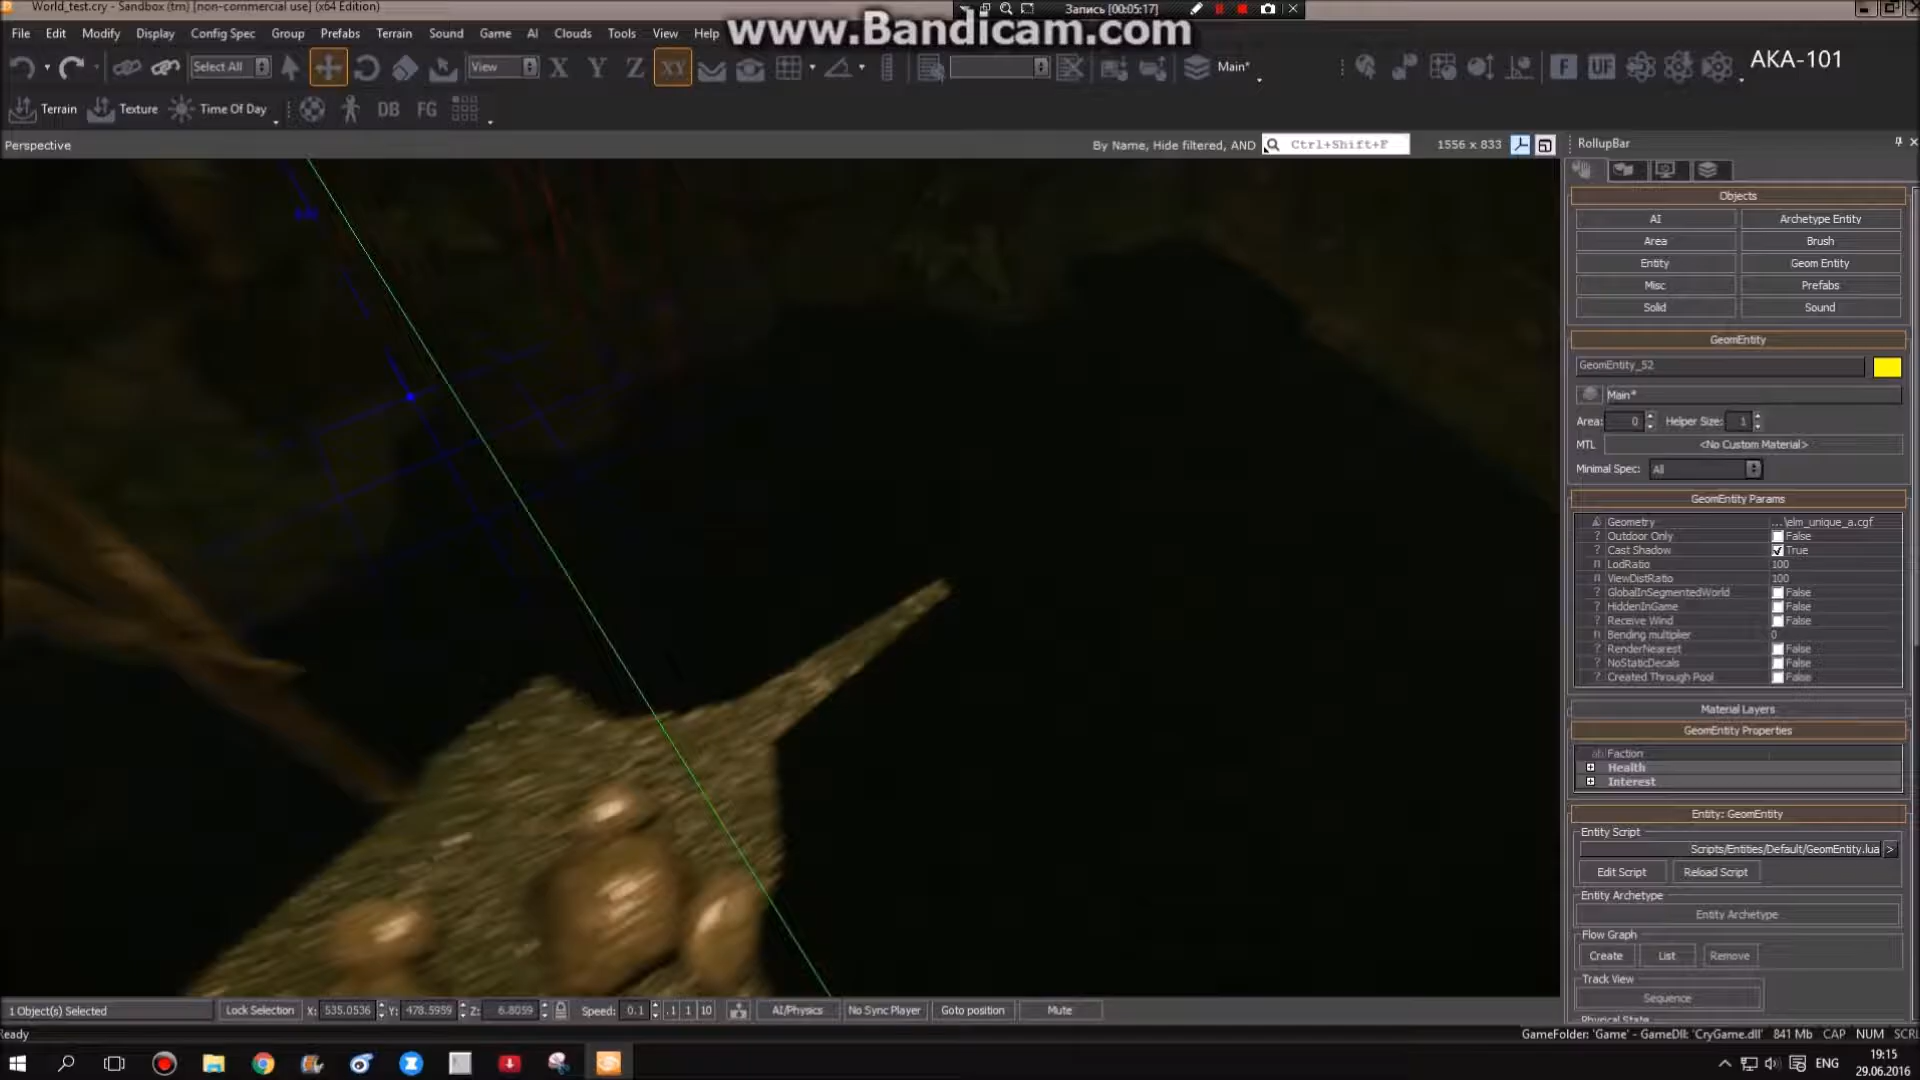 World_test.cry - Sandbox (tm) [non-commercial use] (x64 Edition)
Запись [00:05:17]
www.Bandicam.com
File Edit Modify Display Config Spec Group Prefabs Terrain Sound Game AI Clouds Tools View Help
Select All View X Y Z XY Main* F UF AKA-101
Terrain Texture Time Of Day DB FG
Perspective By Name, Hide filtered, AND Ctrl+Shift+F 1556 x 833
RollupBar
Objects
AI Archetype Entity
Area Brush
Entity Geom Entity
Misc Prefabs
Solid Sound
GeomEntity
GeomEntity_52
Main*
Area: 0 Helper Size: 1
MTL <No Custom Material>
Minimal Spec: All
GeomEntity Params
Geometry ...\elm_unique_a.cgf
Outdoor Only False
Cast Shadow True
LodRatio 100
ViewDistRatio 100
GlobalInSegmentedWorld False
HiddenInGame False
Receive Wind False
Bending multiplier 0
RenderNearest False
NoStaticDecals False
Created Through Pool False
Material Layers
GeomEntity Properties
Faction
Health
Interest
Entity: GeomEntity
Entity Script
Scripts/Entities/Default/GeomEntity.lua >
Edit Script Reload Script
Entity Archetype
Entity Archetype
Flow Graph
Create List Remove
Track View
Sequence
Physical State
1 Object(s) Selected Lock Selection X: 535.0536 Y: 478.5959 Z: 6.8059 Speed: 0.1 .1 1 10 AI/Physics No Sync Player Goto position Mute
Ready GameFolder: 'Game' - GameDll: 'CryGame.dll' 841 Mb CAP NUM SCRL
ENG 19:15
29.06.2016